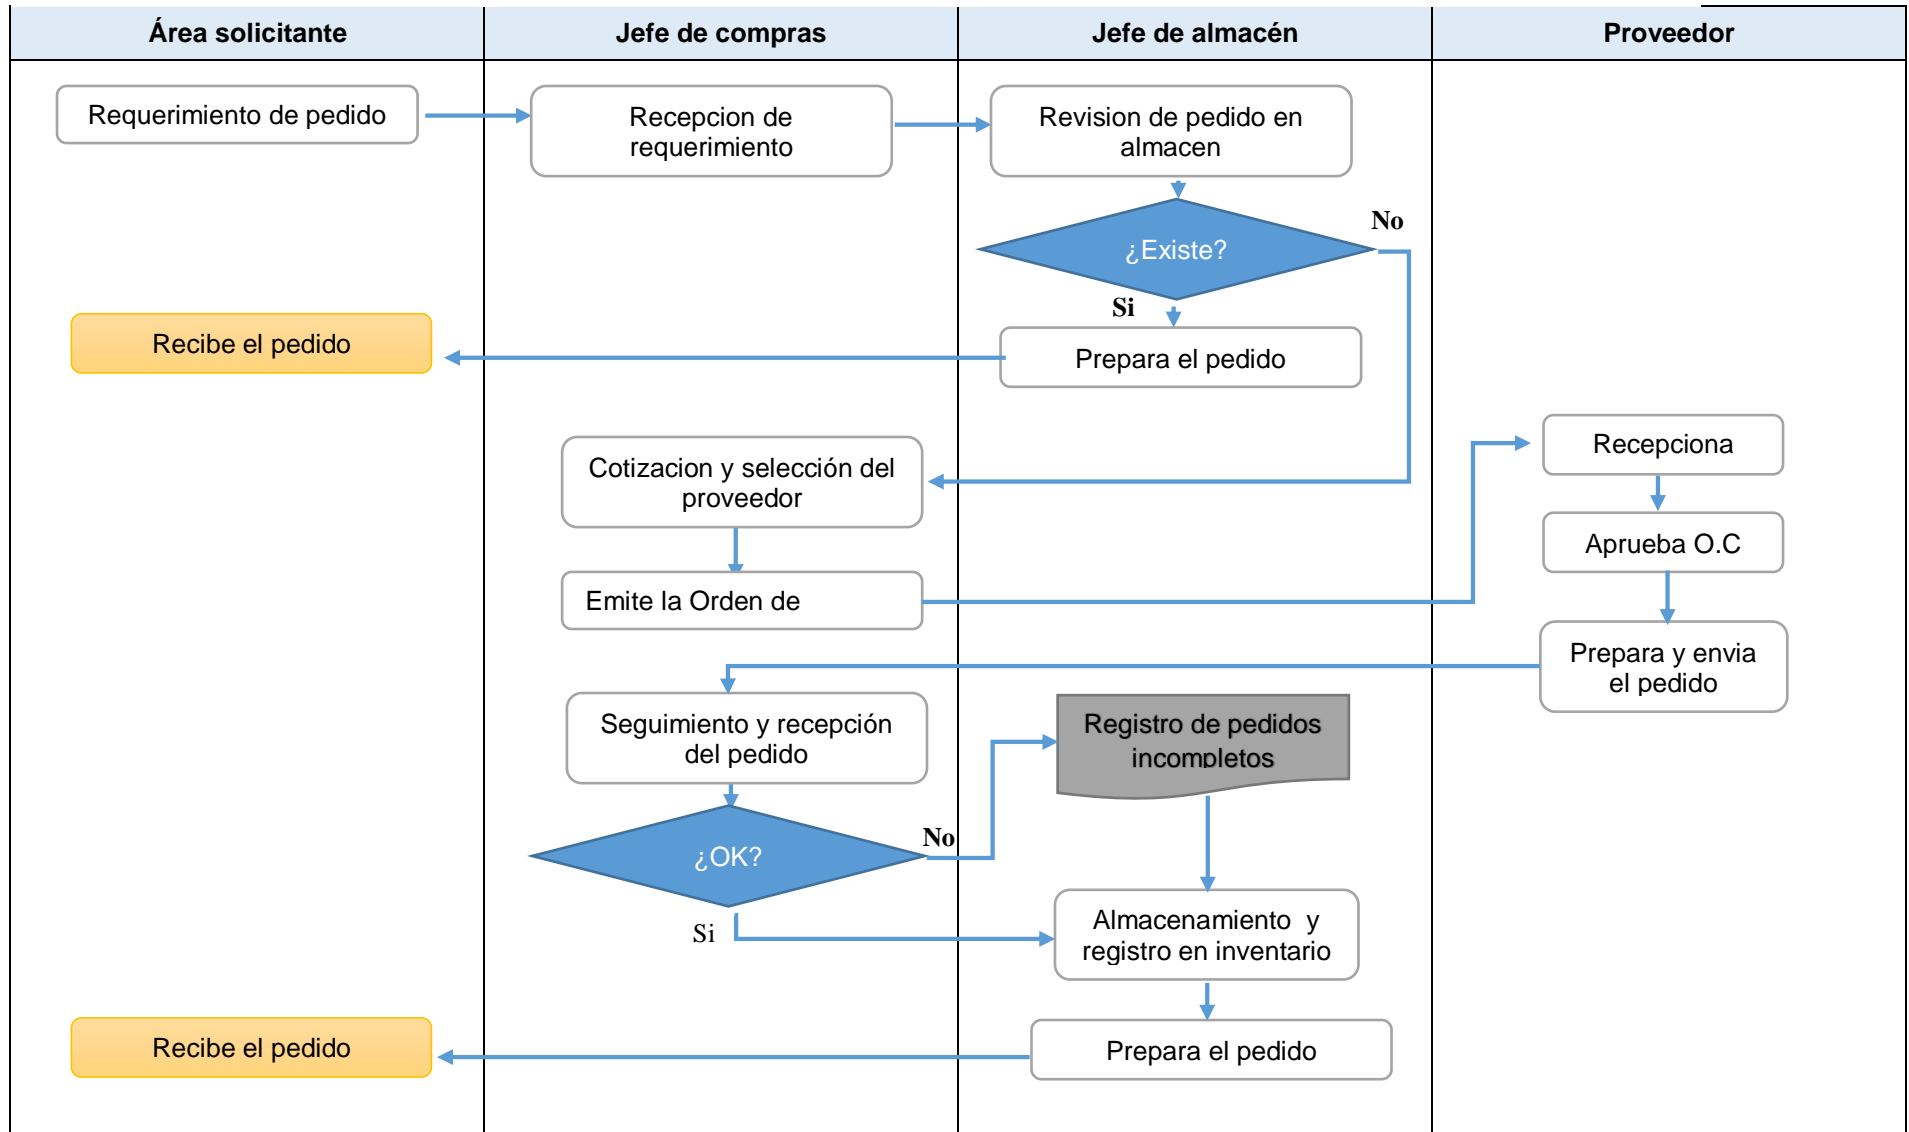 Área solicitante
Jefe de compras
Jefe de almacén
Proveedor
Requerimiento de pedido
Recepcion de
requerimiento
Revision de pedido en
almacen
¿Existe?
No
Si
Recibe el pedido
Prepara el pedido
Cotizacion y selección del
proveedor
Recepciona
Aprueba O.C
Emite la Orden de
Prepara y envia
el pedido
Seguimiento y recepción
del pedido
Registro de pedidos
incompletos
¿OK?
No
Si
Almacenamiento y
registro en inventario
Recibe el pedido
Prepara el pedido